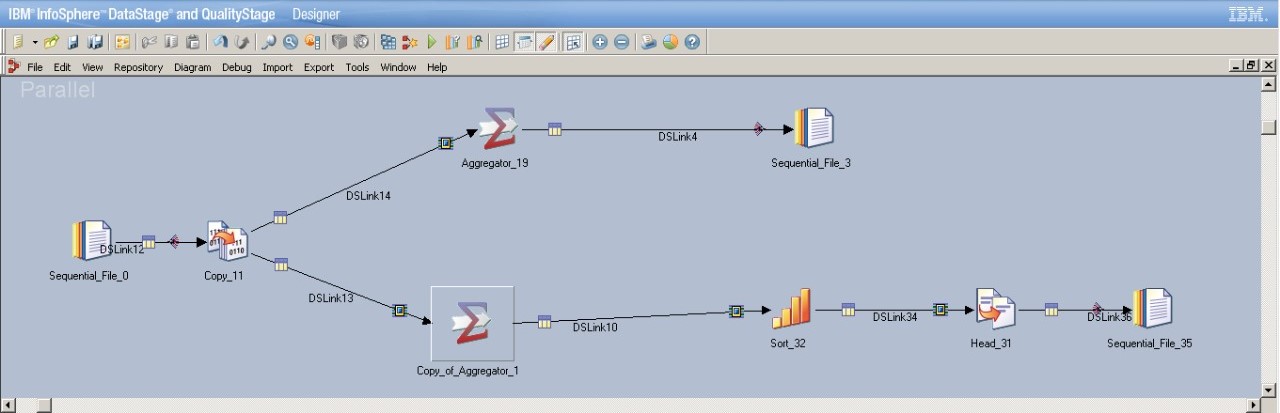 IBM® InfoSphere™ DataStage® and QualityStage® Designer
IBM.
File Edit View Repository Diagram Debug Import Export Tools Window Help
Parallel
DSLink4
Aggregator_19
Sequential_File_3
DSLink14
DSLink12
Sequential_File_0
Copy_11
DSLink13
DSLink10
DSLink34
DSLink36
Sort_32
Head_31
Sequential_File_35
Copy_of_Aggregator_1